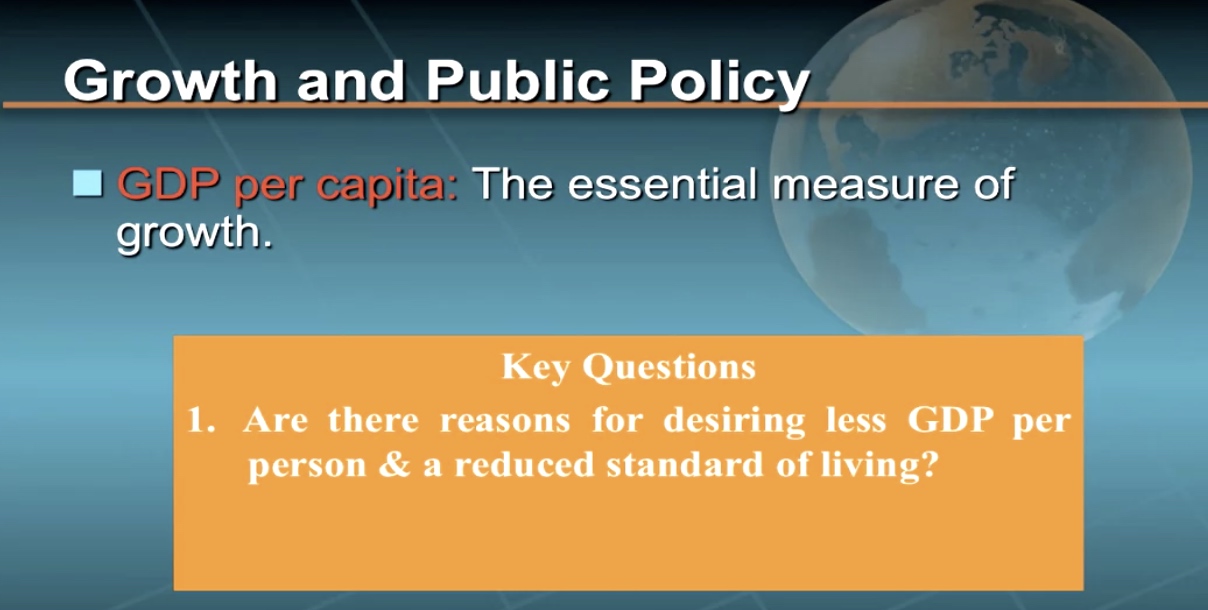 Growth and Public Policy
GDP per capita: The essential measure of
growth.
Key Questions
1. Are there reasons for desiring less GDP per
person & a reduced standard of living?